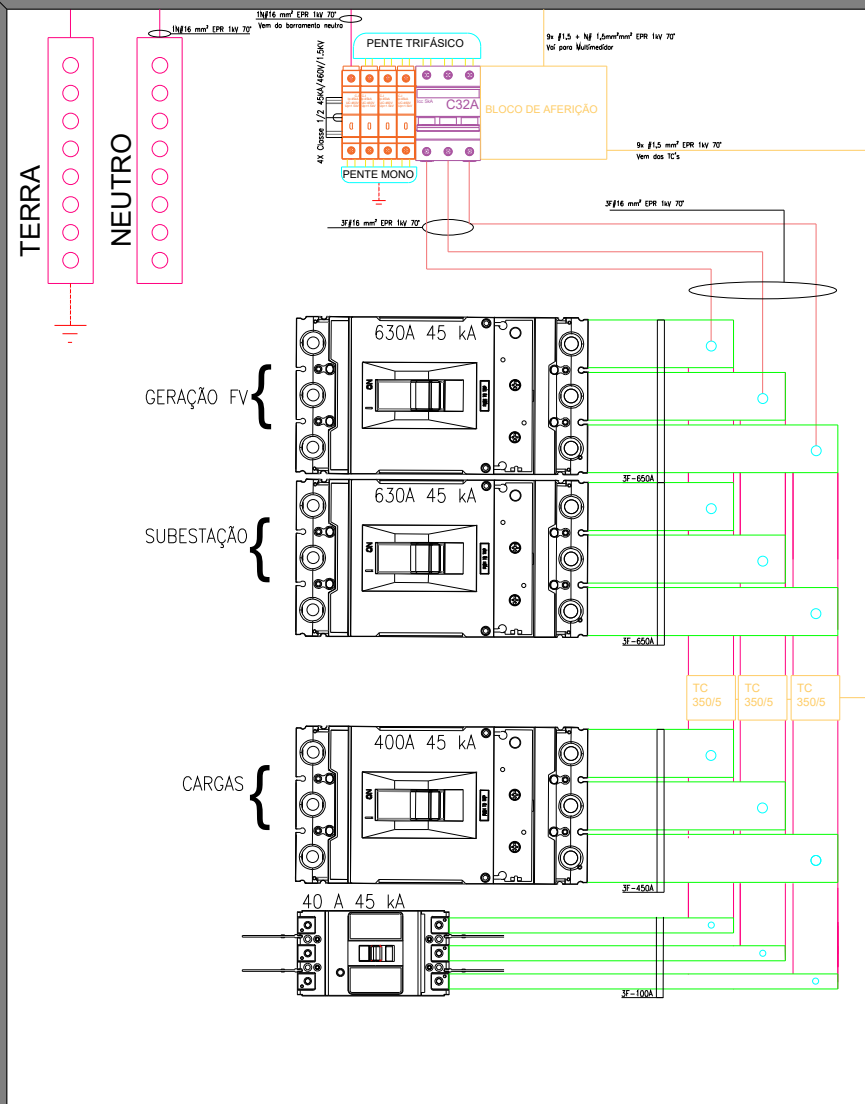 1N#16 mm² EPR 1kV 70°
Vem do barramento neutro
1N#16 mm² EPR 1kV 70°
PENTE TRIFÁSICO
9x #1,5 + N# 1,5mm²mm² EPR 1kV 70°
Vai para Multimedidor
4X Classe 1/2 45KA/460V/1.5KV
C32A
BLOCO DE AFERIÇÃO
9x #1,5 mm² EPR 1kV 70°
Vem dos TC's
PENTE MONO
TERRA
NEUTRO
3F#16 mm² EPR 1kV 70°
3F#16 mm² EPR 1kV 70°
630A 45 kA
ON
GERAÇÃO FV
3F-650A
630A 45 kA
ON
SUBESTAÇÃO
3F-650A
TC
350/5
TC
350/5
TC
350/5
400A 45 kA
ON
CARGAS
3F-450A
40 A 45 kA
3F-100A